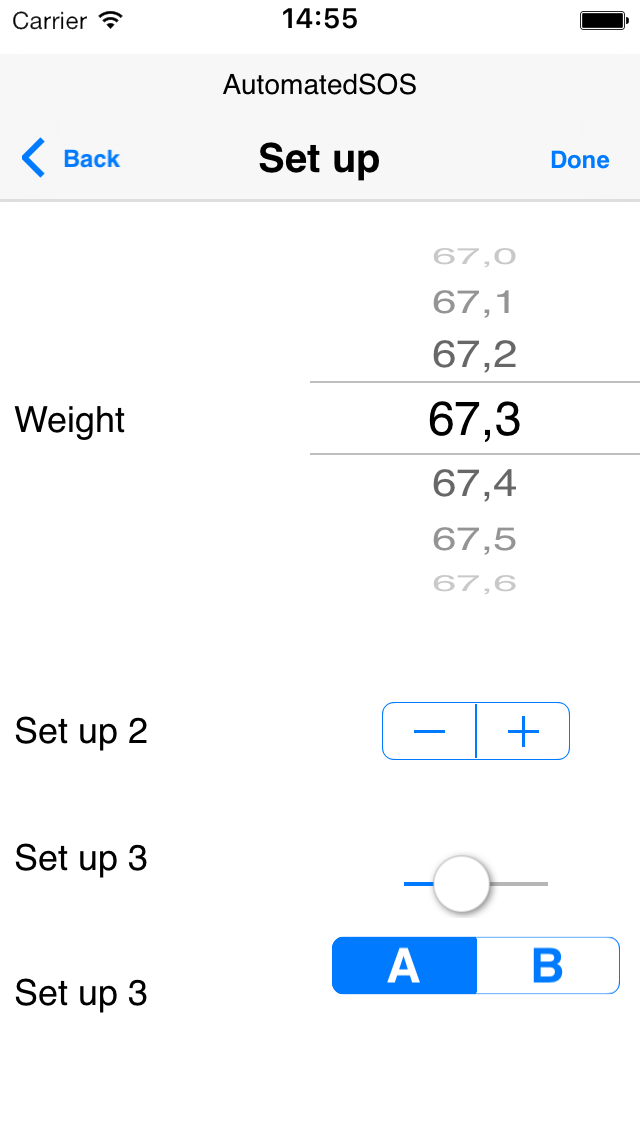 Carrier 14:55
AutomatedSOS
Back Set up Done
67,0
67,1
67,2
Weight 67,3
67,4
67,5
67,6
Set up 2
Set up 3
A B
Set up 3